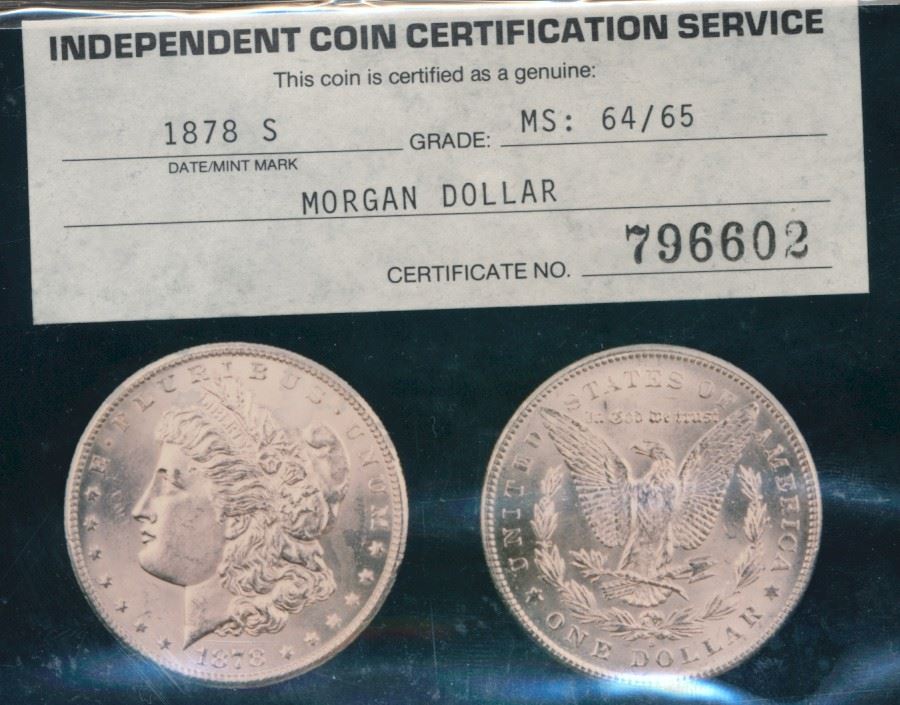 INDEPENDENT COIN CERTIFICATION SERVICE
This coin is certified as a genuine:
1878 S GRADE: MS: 64/65
DATE/MINT MARK
MORGAN DOLLAR
CERTIFICATE NO. 796602
E·PLURIBUS·UNUM
1878
UNITED STATES OF AMERICA
In God we trust
ONE DOLLAR